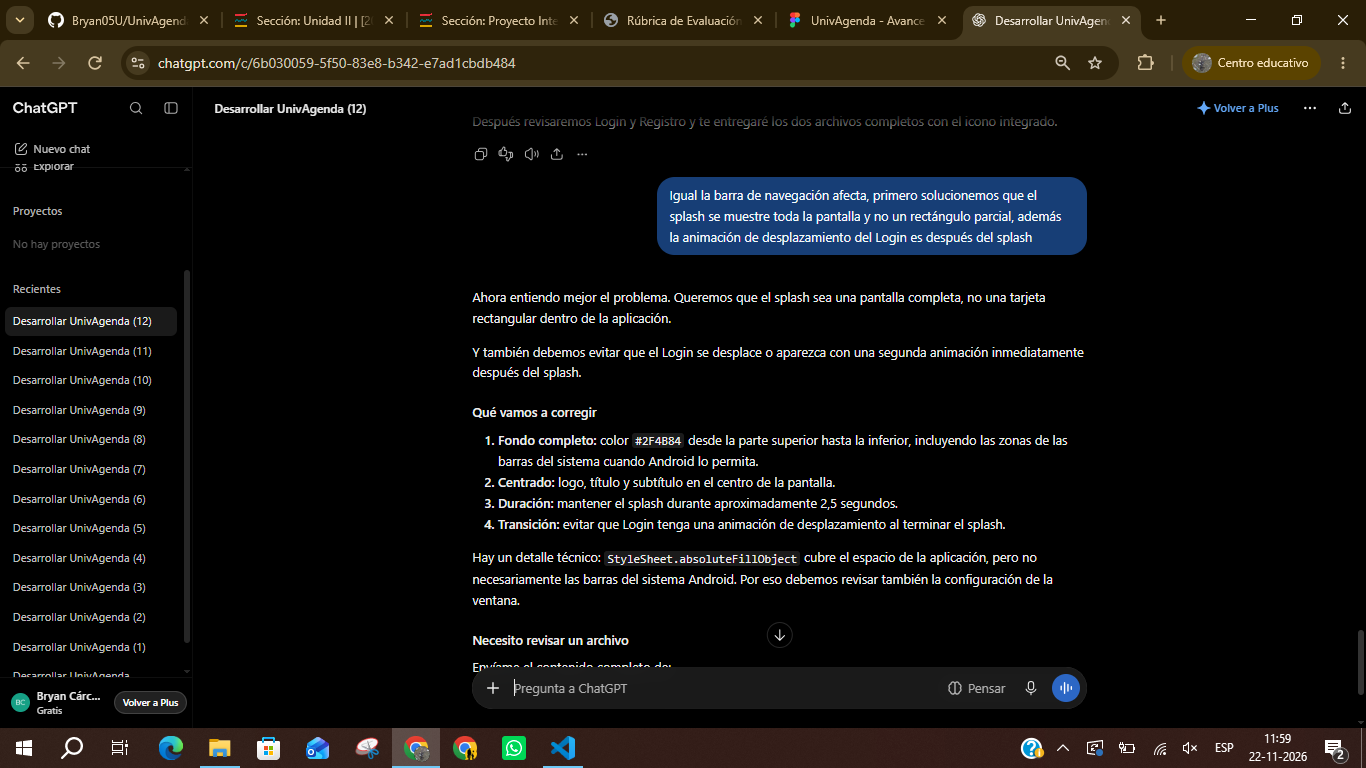 Bryan05U/UnivAgenda
Sección: Unidad II | [20
Sección: Proyecto Inte
Rúbrica de Evaluación
UnivAgenda - Avance
Desarrollar UnivAgend
chatgpt.com/c/6b030059-5f50-83e8-b342-e7ad1cbdb484
Centro educativo
ChatGPT
Desarrollar UnivAgenda (12)
Volver a Plus
Nuevo chat
Explorar
Proyectos
No hay proyectos
Recientes
Desarrollar UnivAgenda (12)
Desarrollar UnivAgenda (11)
Desarrollar UnivAgenda (10)
Desarrollar UnivAgenda (9)
Desarrollar UnivAgenda (8)
Desarrollar UnivAgenda (7)
Desarrollar UnivAgenda (6)
Desarrollar UnivAgenda (5)
Desarrollar UnivAgenda (4)
Desarrollar UnivAgenda (3)
Desarrollar UnivAgenda (2)
Desarrollar UnivAgenda (1)
Desarrollar UnivAgenda
BC
Bryan Cárc...
Gratis
Volver a Plus
Después revisaremos Login y Registro y te entregaré los dos archivos completos con el icono integrado.
Igual la barra de navegación afecta, primero solucionemos que el
splash se muestre toda la pantalla y no un rectángulo parcial, además
la animación de desplazamiento del Login es después del splash
Ahora entiendo mejor el problema. Queremos que el splash sea una pantalla completa, no una tarjeta
rectangular dentro de la aplicación.
Y también debemos evitar que el Login se desplace o aparezca con una segunda animación inmediatamente
después del splash.
Qué vamos a corregir
1. Fondo completo: color #2F4B84 desde la parte superior hasta la inferior, incluyendo las zonas de las
barras del sistema cuando Android lo permita.
2. Centrado: logo, título y subtítulo en el centro de la pantalla.
3. Duración: mantener el splash durante aproximadamente 2,5 segundos.
4. Transición: evitar que Login tenga una animación de desplazamiento al terminar el splash.
Hay un detalle técnico: StyleSheet.absoluteFillObject cubre el espacio de la aplicación, pero no
necesariamente las barras del sistema Android. Por eso debemos revisar también la configuración de la
ventana.
Necesito revisar un archivo
Envíame el contenido completo de:
Pregunta a ChatGPT
Pensar
ESP
11:59
22-11-2026
2